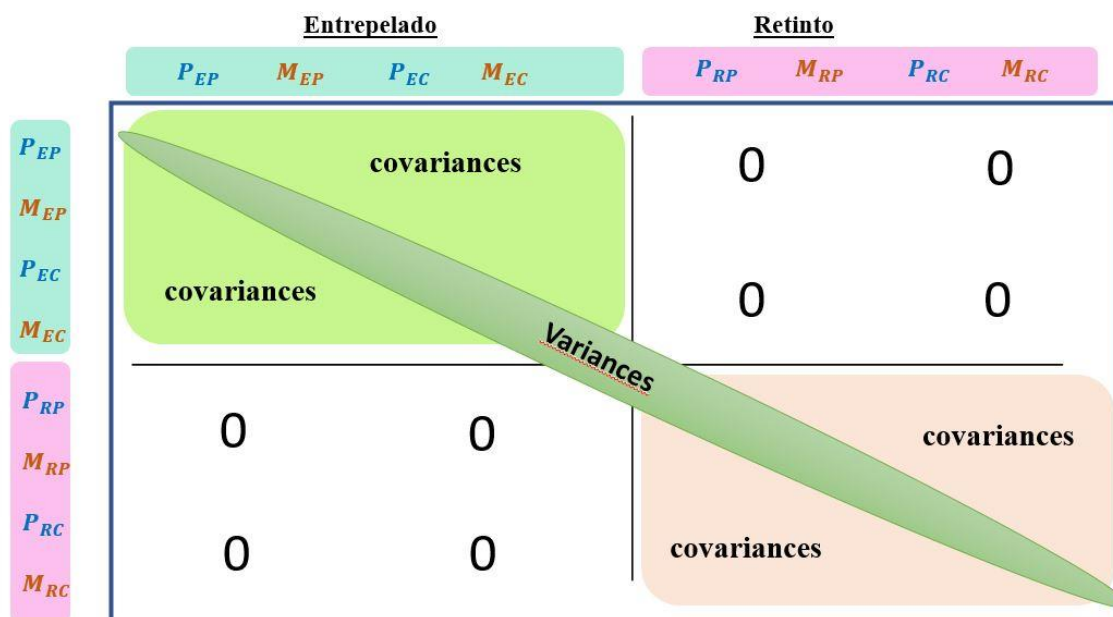 Entrepelado Retinto
P_EP M_EP P_EC M_EC P_RP M_RP P_RC M_RC
P_EP covariances 0 0
M_EP
P_EC
covariances 0 0
M_EC
Variances
P_RP
0 0 covariances
M_RP
P_RC
0 0 covariances
M_RC